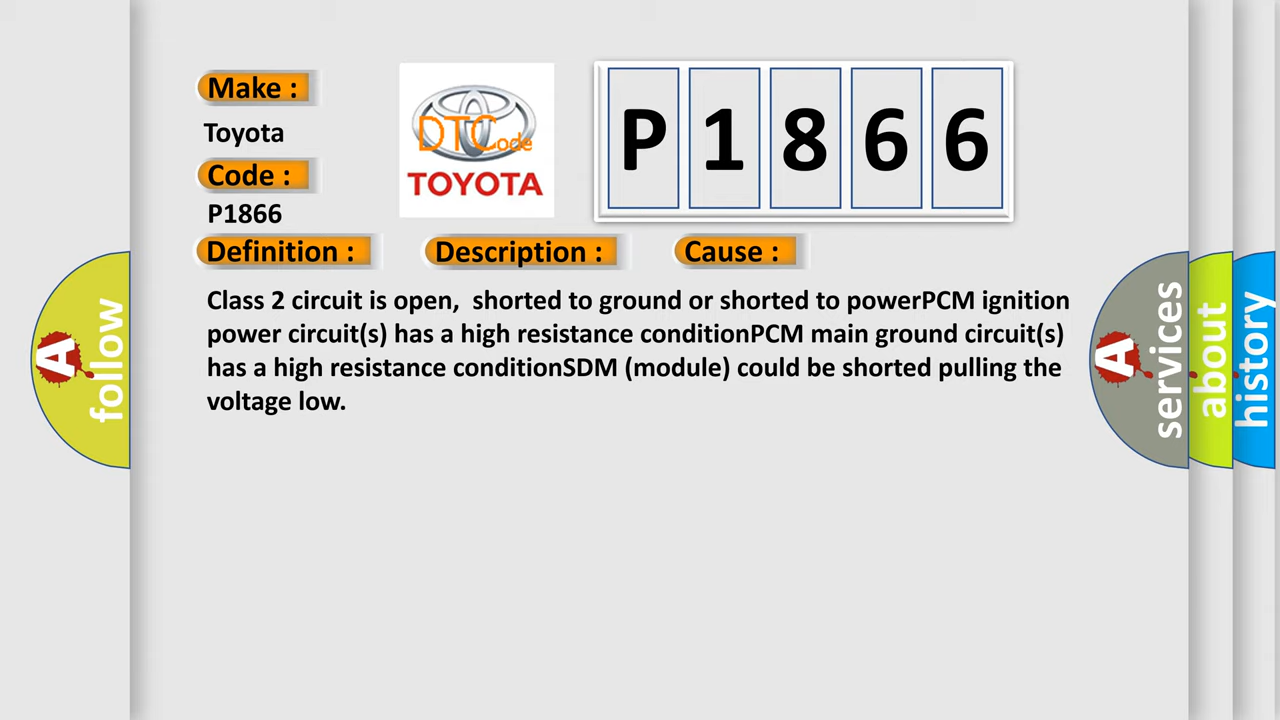 Make :
Toyota
Code :
P1866
DTCode
TOYOTA
P 1 8 6 6
Definition : Description : Cause :
Class 2 circuit is open,  shorted to ground or shorted to powerPCM ignition
power circuit(s) has a high resistance conditionPCM main ground circuit(s)
has a high resistance conditionSDM (module) could be shorted pulling the
voltage low.
A follow
A services
about
history